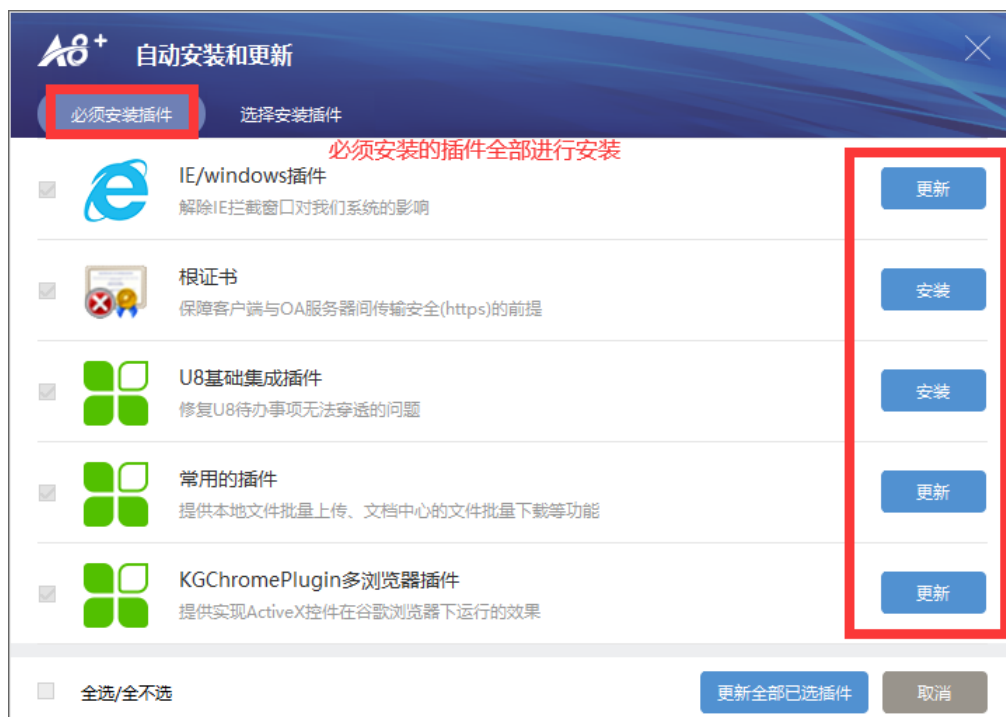 A8+ 自动安装和更新
必须安装插件 选择安装插件
必须安装的插件全部进行安装
IE/windows插件
解除IE拦截窗口对我们系统的影响
更新
根证书
保障客户端与OA服务器间传输安全(https)的前提
安装
U8基础集成插件
修复U8待办事项无法穿透的问题
安装
常用的插件
提供本地文件批量上传、文档中心的文件批量下载等功能
更新
KGChromePlugin多浏览器插件
提供实现ActiveX控件在谷歌浏览器下运行的效果
更新
全选/全不选 更新全部已选插件 取消